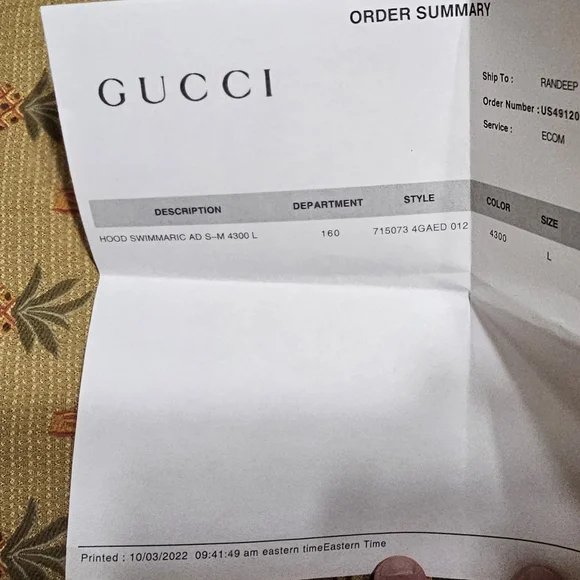 ORDER SUMMARY
GUCCI
Ship To : RANDEEP
Order Number : US49120
Service : ECOM
DESCRIPTION DEPARTMENT STYLE COLOR SIZE
HOOD SWIMMARIC AD S--M 4300 L 160 715073 4GAED 012 4300 L
Printed : 10/03/2022 09:41:49 am eastern timeEastern Time